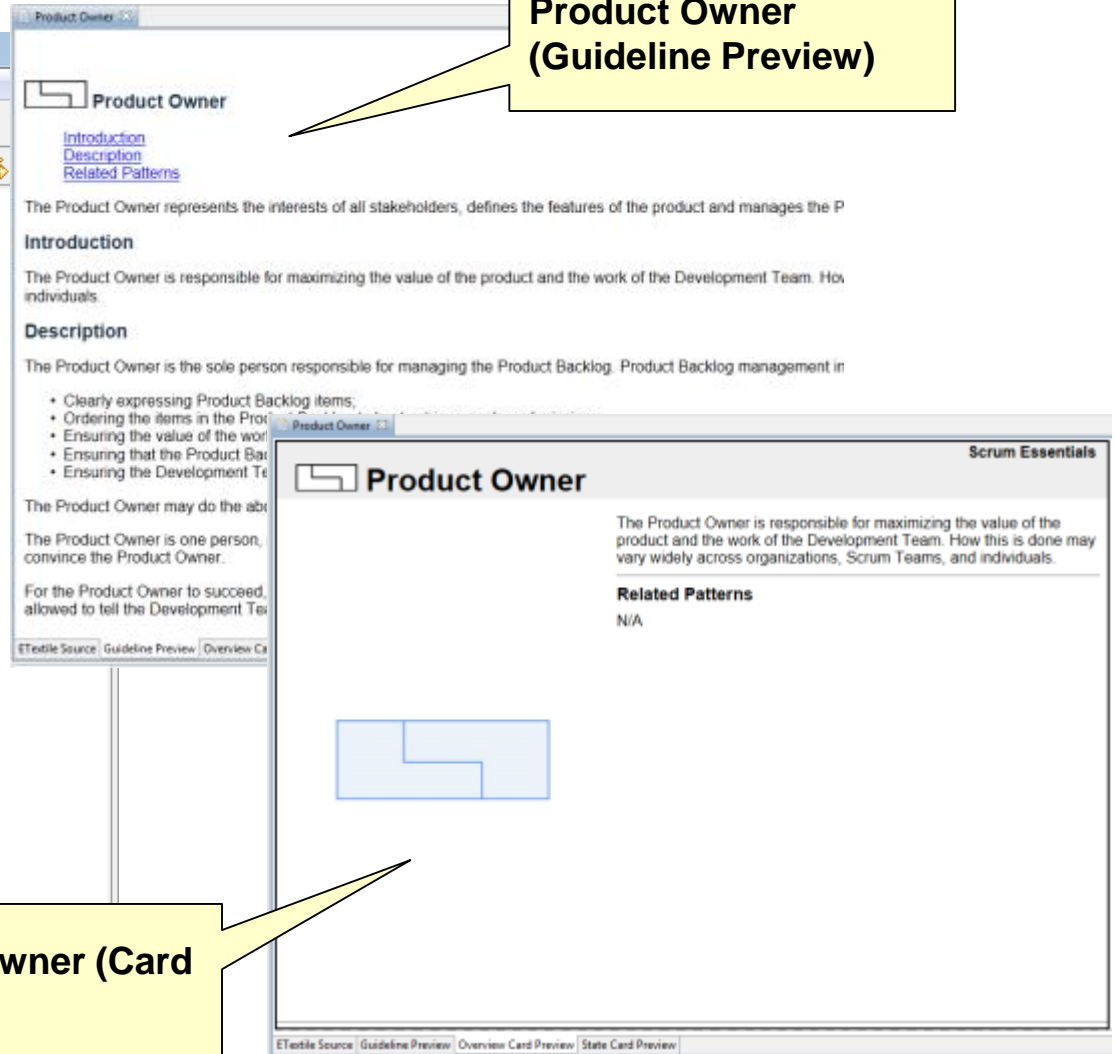 Product Owner
(Guideline Preview)
Product Owner
Product Owner
Introduction
Description
Related Patterns
The Product Owner represents the interests of all stakeholders, defines the features of the product and manages the P
Introduction
The Product Owner is responsible for maximizing the value of the product and the work of the Development Team. Hov
individuals.
Description
The Product Owner is the sole person responsible for managing the Product Backlog. Product Backlog management in
• Clearly expressing Product Backlog items;
• Ordering the items in the Prod
• Ensuring the value of the wor
• Ensuring that the Product Bac
• Ensuring the Development Te
The Product Owner may do the abo
The Product Owner is one person,
convince the Product Owner.
For the Product Owner to succeed,
allowed to tell the Development Tea
ETextile Source Guideline Preview Overview Ca
Product Owner
Scrum Essentials
Product Owner
The Product Owner is responsible for maximizing the value of the
product and the work of the Development Team. How this is done may
vary widely across organizations, Scrum Teams, and individuals.
Related Patterns
N/A
wner (Card
ETextile Source Guideline Preview Overview Card Preview State Card Preview